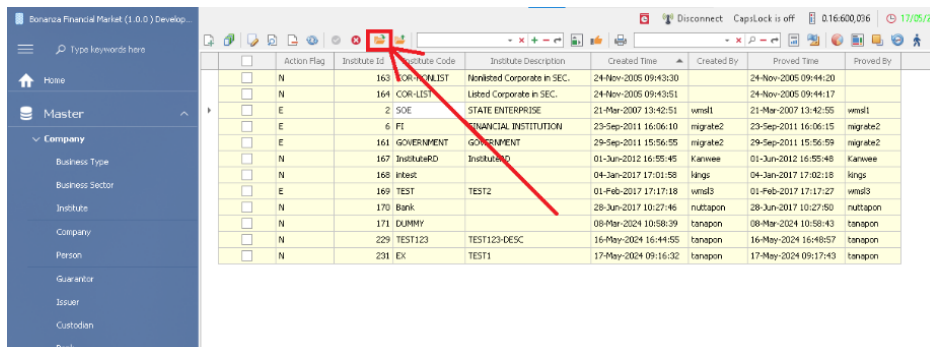 Bonanza Financial Market (1.0.0 ) Develop...
Disconnect CapsLock is off 0.16:600,036 17/05/2
Type keywords here
Home
Master
Company
Business Type
Business Sector
Institute
Company
Person
Guarantor
Issuer
Custodian
Action Flag Institute Id Institute Code Institute Description Created Time Created By Proved Time Proved By
N 163 COR-NONLIST Nonlisted Corporate in SEC. 24-Nov-2005 09:43:30 24-Nov-2005 09:44:20
N 164 COR-LIST Listed Corporate in SEC. 24-Nov-2005 09:43:51 24-Nov-2005 09:44:17
E 2 SOE STATE ENTERPRISE 21-Mar-2007 13:42:51 wmsl1 21-Mar-2007 13:42:55 wmsl1
E 6 FI FINANCIAL INSTITUTION 23-Sep-2011 16:06:10 migrate2 23-Sep-2011 16:06:15 migrate2
E 161 GOVERNMENT GOVERNMENT 29-Sep-2011 15:56:55 migrate2 29-Sep-2011 15:56:59 migrate2
N 167 InstituteRD InstituteRD 01-Jun-2012 16:55:45 Kanwee 01-Jun-2012 16:55:48 Kanwee
N 168 intest 04-Jan-2017 17:01:58 kings 04-Jan-2017 17:02:18 kings
E 169 TEST TEST2 01-Feb-2017 17:17:18 wmsl3 01-Feb-2017 17:17:27 wmsl3
N 170 Bank 28-Jun-2017 10:27:46 nuttapon 28-Jun-2017 10:27:50 nuttapon
N 171 DUMMY 08-Mar-2024 10:58:39 tanapon 08-Mar-2024 10:58:43 tanapon
N 229 TEST123 TEST123-DESC 16-May-2024 16:44:55 tanapon 16-May-2024 16:48:57 tanapon
N 231 EX TEST1 17-May-2024 09:16:32 tanapon 17-May-2024 09:17:43 tanapon